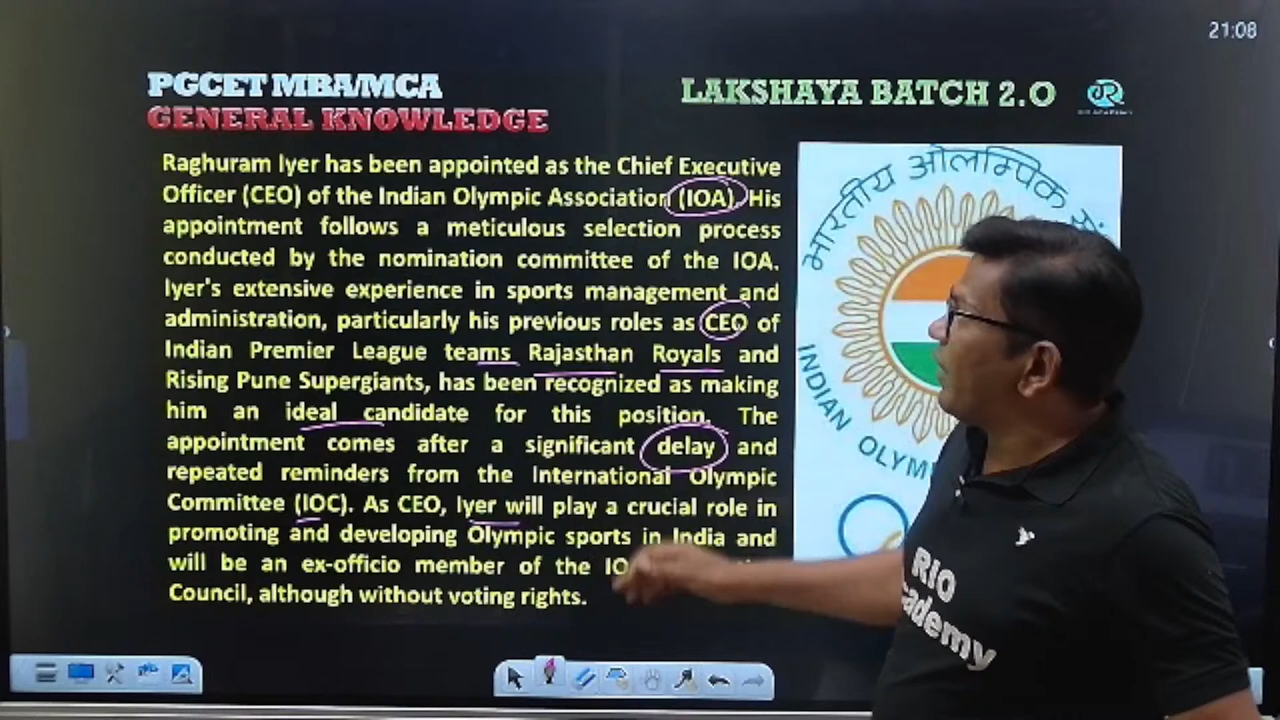 21:08
PGCET MBA/MCA
LAKSHAYA BATCH 2.O
GENERAL KNOWLEDGE
Raghuram Iyer has been appointed as the Chief Executive
Officer (CEO) of the Indian Olympic Association (IOA). His
appointment follows a meticulous selection process
conducted by the nomination committee of the IOA.
Iyer's extensive experience in sports management and
administration, particularly his previous roles as CEO of
Indian Premier League teams Rajasthan Royals and
Rising Pune Supergiants, has been recognized as making
him an ideal candidate for this position. The
appointment comes after a significant delay and
repeated reminders from the International Olympic
Committee (IOC). As CEO, Iyer will play a crucial role in
promoting and developing Olympic sports in India and
will be an ex-officio member of the
Council, although without voting rights.
भारतीय ओलम्पिक
INDIAN
RIO